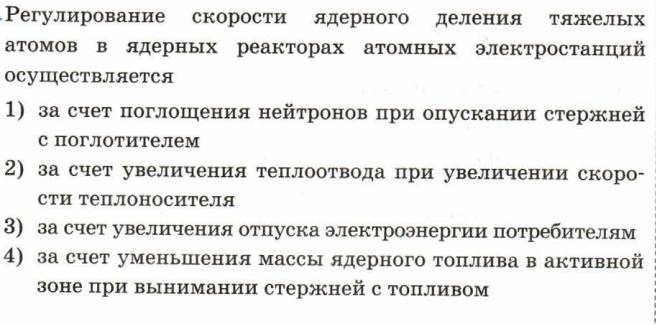 Регулирование скорости ядерного деления тяжелых
атомов в ядерных реакторах атомных электростанций
осуществляется
1) за счет поглощения нейтронов при опускании стержней
с поглотителем
2) за счет увеличения теплоотвода при увеличении скоро-
сти теплоносителя
3) за счет увеличения отпуска электроэнергии потребителям
4) за счет уменьшения массы ядерного топлива в активной
зоне при вынимании стержней с топливом